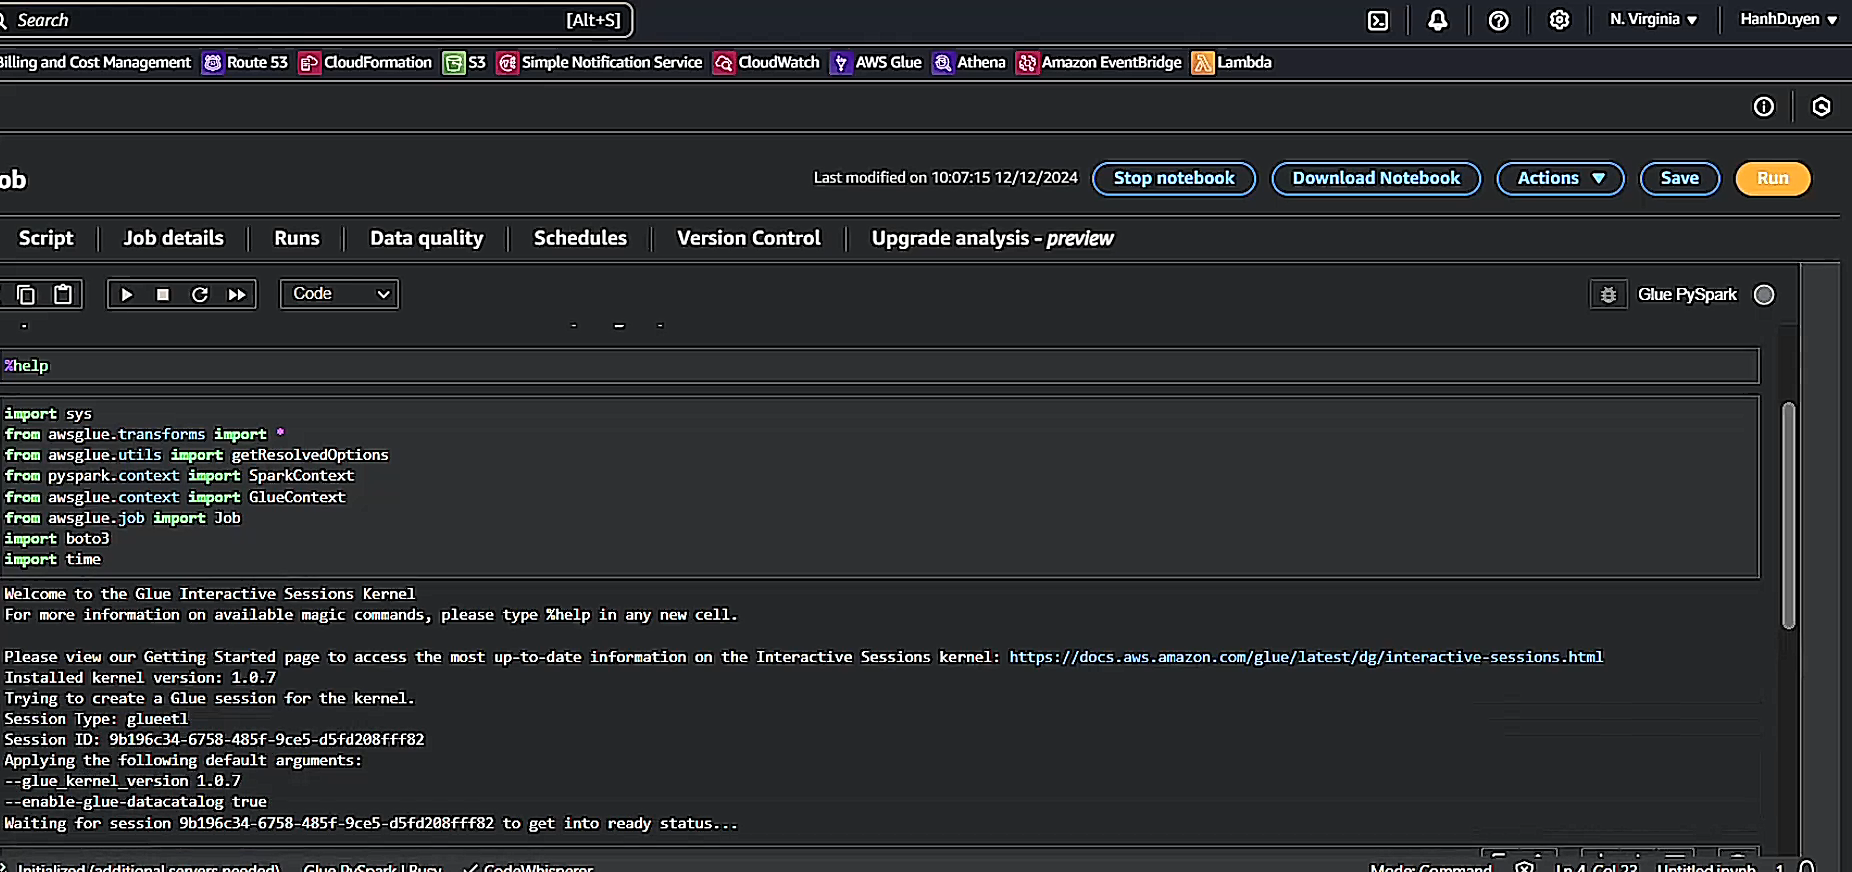 Search [Alt+S] N. Virginia HanhDuyen
Billing and Cost Management Route 53 CloudFormation S3 Simple Notification Service CloudWatch AWS Glue Athena Amazon EventBridge Lambda
ob Last modified on 10:07:15 12/12/2024 Stop notebook Download Notebook Actions Save Run
Script Job details Runs Data quality Schedules Version Control Upgrade analysis - preview
Code Glue PySpark
%help
import sys
from awsglue.transforms import *
from awsglue.utils import getResolvedOptions
from pyspark.context import SparkContext
from awsglue.context import GlueContext
from awsglue.job import Job
import boto3
import time
Welcome to the Glue Interactive Sessions Kernel
For more information on available magic commands, please type %help in any new cell.
Please view our Getting Started page to access the most up-to-date information on the Interactive Sessions kernel: https://docs.aws.amazon.com/glue/latest/dg/interactive-sessions.html
Installed kernel version: 1.0.7
Trying to create a Glue session for the kernel.
Session Type: glueetl
Session ID: 9b196c34-6758-485f-9ce5-d5fd208fff82
Applying the following default arguments:
--glue_kernel_version 1.0.7
--enable-glue-datacatalog true
Waiting for session 9b196c34-6758-485f-9ce5-d5fd208fff82 to get into ready status...
Initialized (additional servers needed) Glue PySpark | Busy CodeWhisperer Mode: Command Ln 4, Col 23 Untitled.ipynb 1